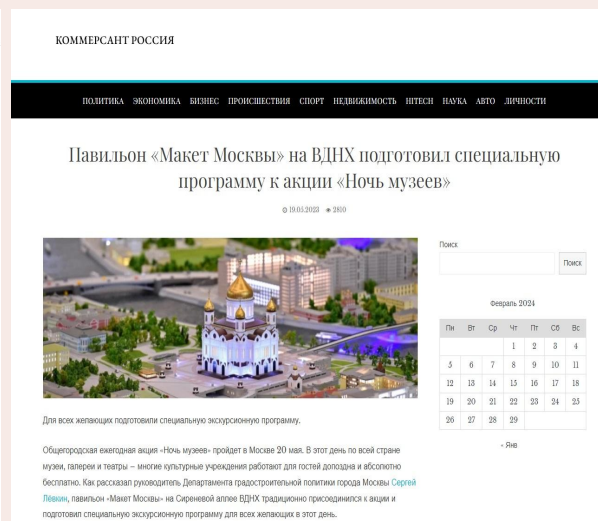 КОММЕРСАНТ РОССИЯ
ПОЛИТИКА ЭКОНОМИКА БИЗНЕС ПРОИСШЕСТВИЯ СПОРТ НЕДВИЖИМОСТЬ HITECH НАУКА АВТО ЛИЧНОСТИ
Павильон «Макет Москвы» на ВДНХ подготовил специальную
программу к акции «Ночь музеев»
19.05.2023 2810
Поиск
Поиск
Февраль 2024
Пн Вт Ср Чт Пт Сб Вс
1 2 3 4
5 6 7 8 9 10 11
12 13 14 15 16 17 18
19 20 21 22 23 24 25
26 27 28 29
« Янв
Для всех желающих подготовили специальную экскурсионную программу.
Общегородская ежегодная акция «Ночь музеев» пройдет в Москве 20 мая. В этот день по всей стране
музеи, галереи и театры – многие культурные учреждения работают для гостей допоздна и абсолютно
бесплатно. Как рассказал руководитель Департамента градостроительной политики города Москвы Сергей
Лёвкин, павильон «Макет Москвы» на Сиреневой аллее ВДНХ традиционно присоединился к акции и
подготовил специальную экскурсионную программу для всех желающих в этот день.